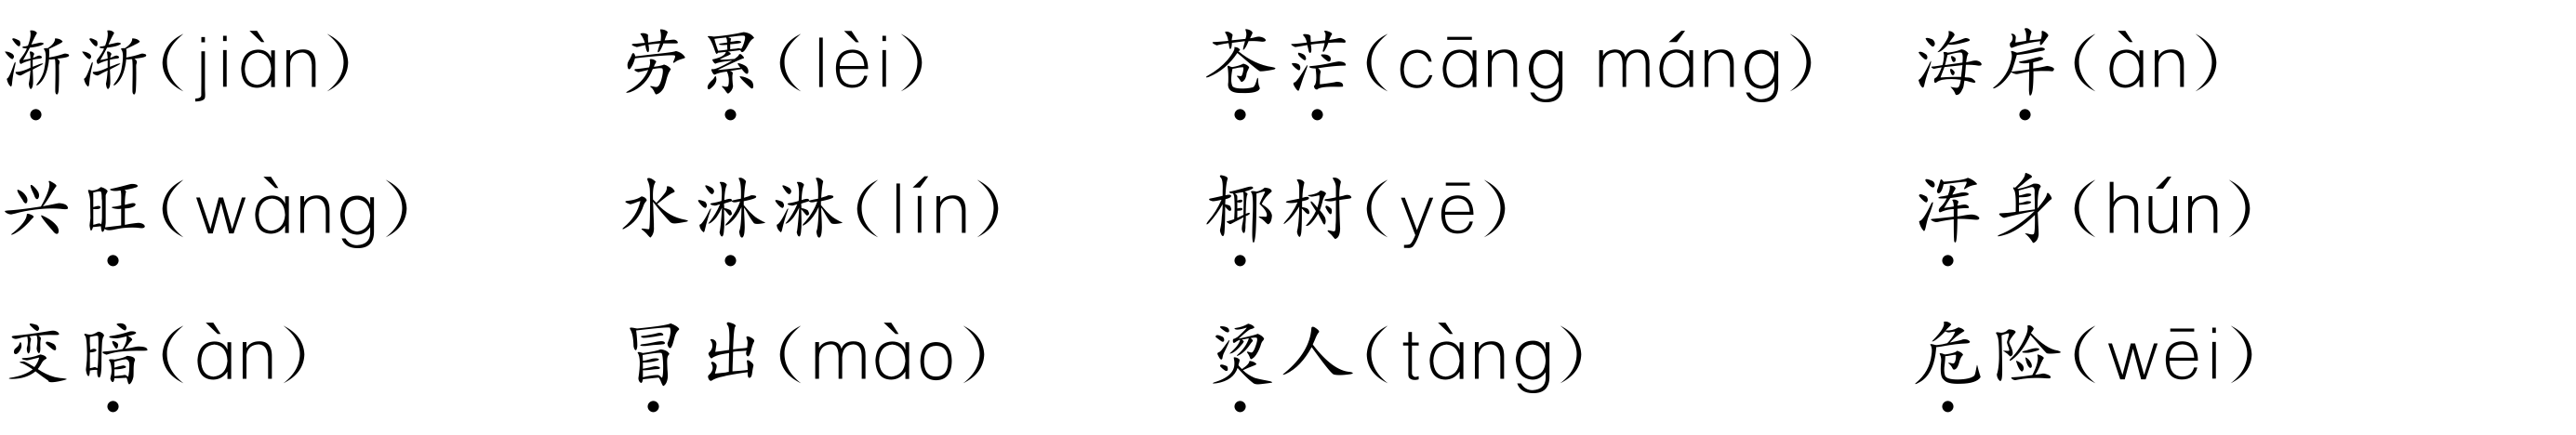 渐渐(jiàn) 劳累(lèi) 苍茫(cāng máng) 海岸(àn)
兴旺(wàng) 水淋淋(lín) 椰树(yē) 浑身(hún)
变暗(àn) 冒出(mào) 烫人(tàng) 危险(wēi)